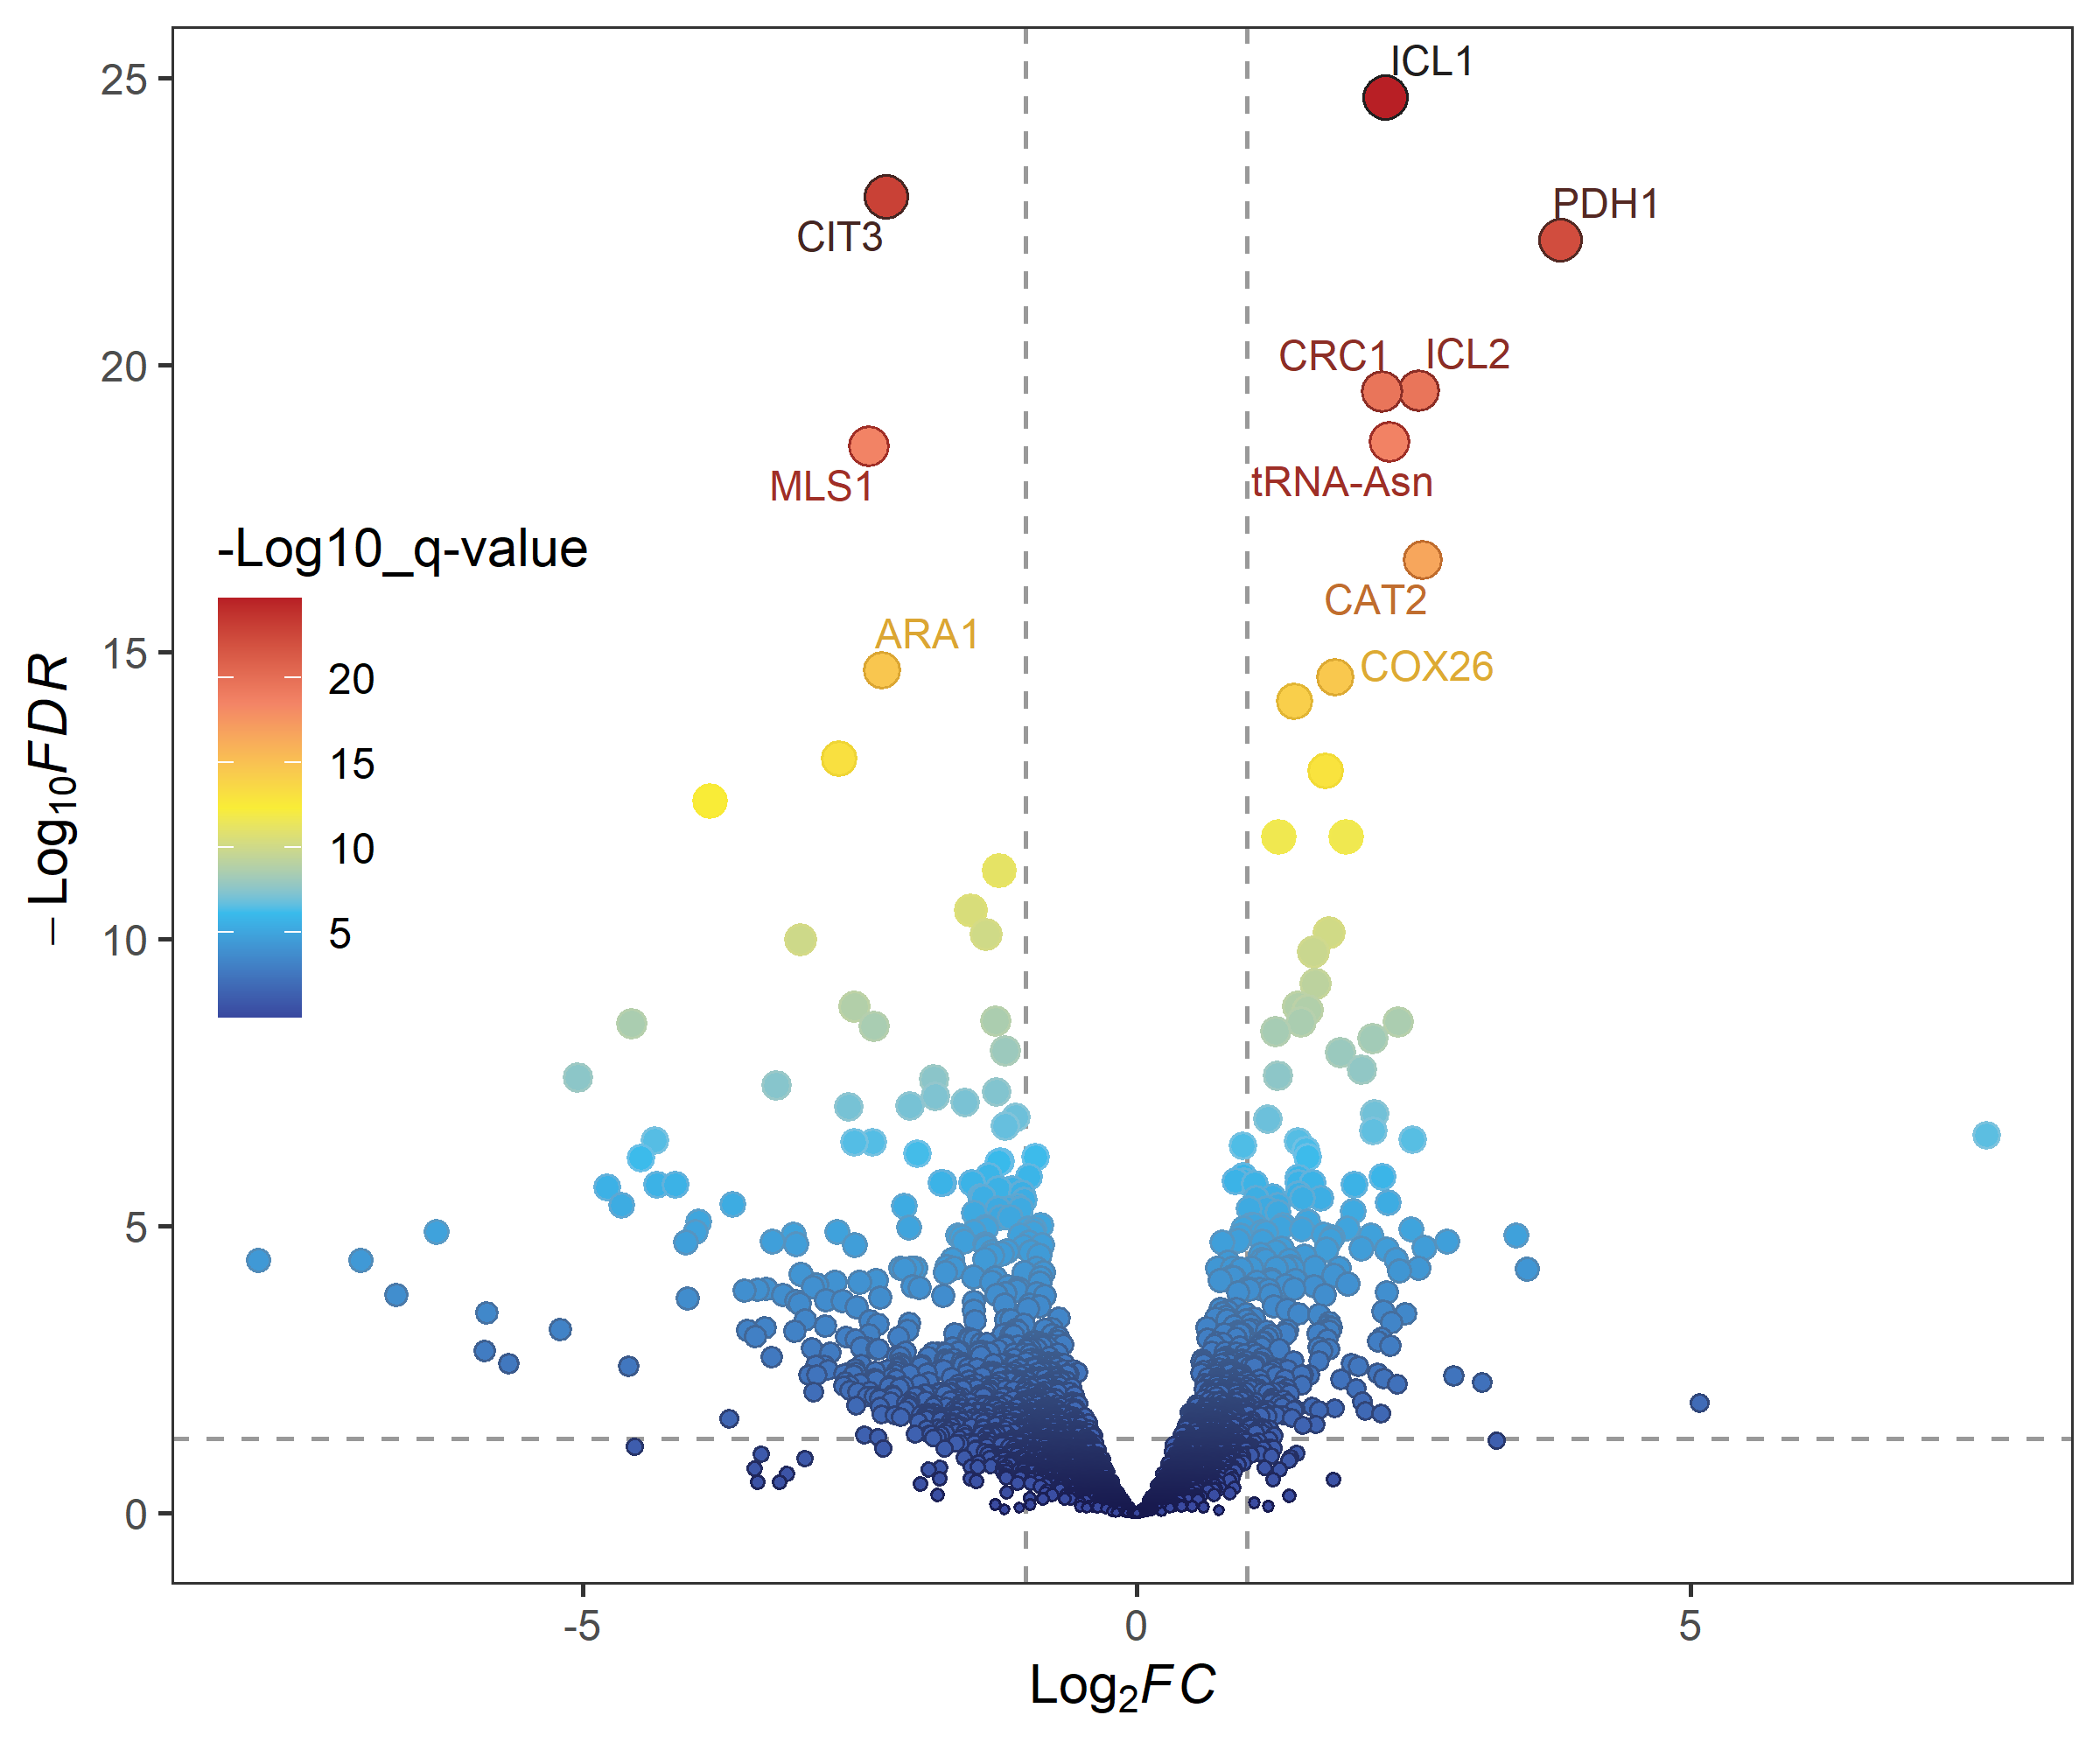 ICL1
PDH1
CIT3
CRC1
ICL2
MLS1
tRNA-Asn
CAT2
ARA1
COX26
-Log10_q-value
20
15
10
5
25
20
15
10
5
0
−Log10FDR
-5
0
5
Log2FC